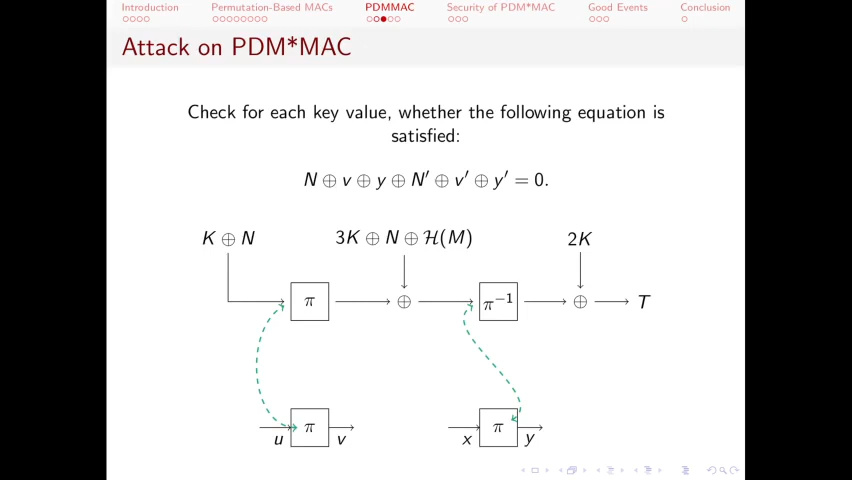 Introduction Permutation-Based MACs PDMMAC Security of PDM*MAC Good Events Conclusion
Attack on PDM*MAC
Check for each key value, whether the following equation is
satisfied:
N ⊕ v ⊕ y ⊕ N′ ⊕ v′ ⊕ y′ = 0.
K ⊕ N 3K ⊕ N ⊕ ℋ(M) 2K
π ⊕ π⁻¹ ⊕ T
u π v x π y